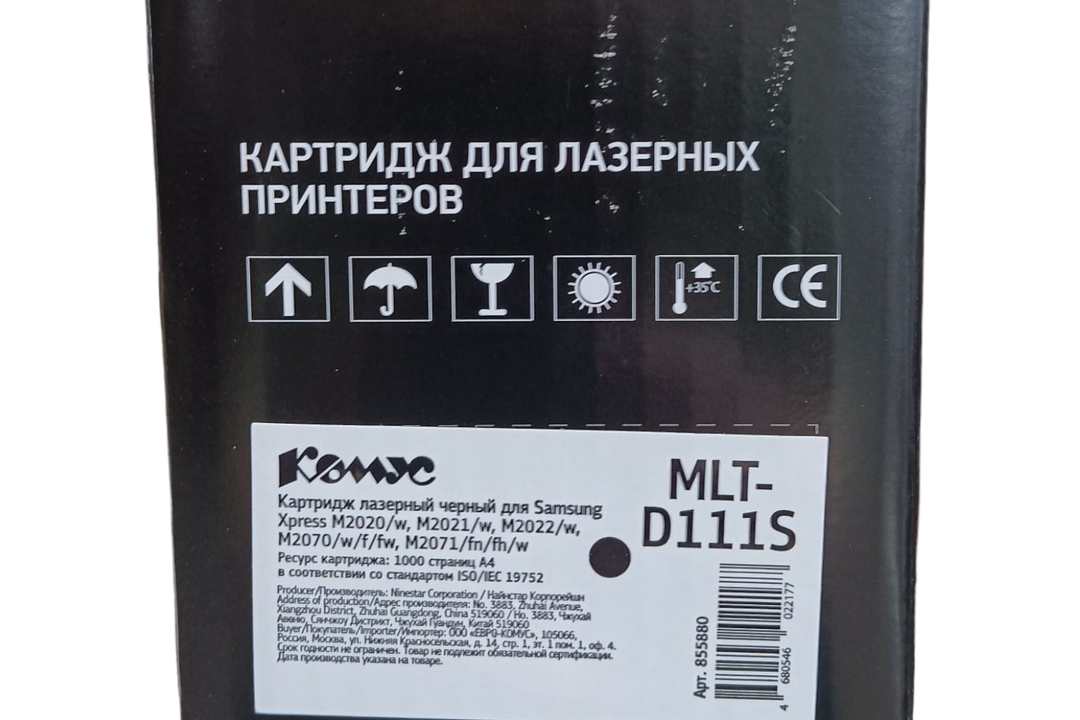 КАРТРИДЖ ДЛЯ ЛАЗЕРНЫХ
ПРИНТЕРОВ
+35°C
CE
Комус
Картридж лазерный черный для Samsung
Xpress M2020/w, M2021/w, M2022/w,
M2070/w/f/fw, M2071/fn/fh/w
Ресурс картриджа: 1000 страниц A4
в соответствии со стандартом ISO/IEC 19752
Producer/Производитель: Ninestar Corporation / Найнстар Корпорейшн
Address of production/Адрес производителя: No. 3883, Zhuhai Avenue,
Xiangzhou District, Zhuhai Guangdong, China 519060 / Но. 3883, Чжухай
Авеню, Сянчжоу Дистрикт, Чжухай Гуандун, Китай 519060
Buyer/Покупатель/Importer/Импортер: ООО «ЕВРО-КОМУС», 105066,
Россия, Москва, ул. Нижняя Красносельская, д. 14, стр. 1, эт. 1 пом. 1, оф. 4.
Срок годности не ограничен. Товар не подлежит обязательной сертификации.
Дата производства указана на товаре.
MLT-
D111S
Арт. 855880
4 680546 022177